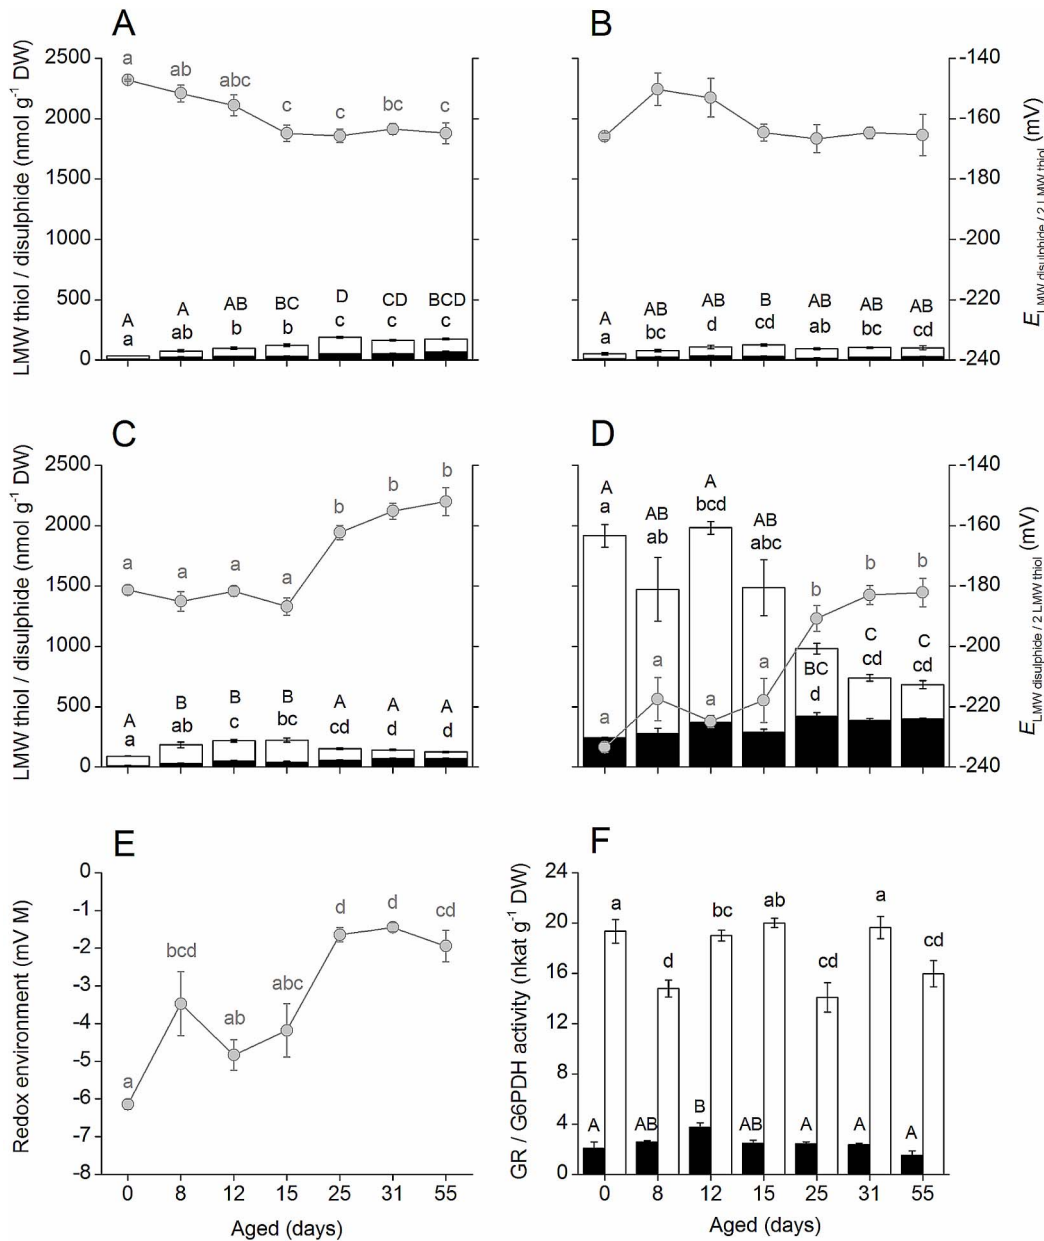 A
B
LMW thiol / disulphide (nmol g-1 DW)
2500
2000
1500
1000
500
0
a
ab
abc
c
c
bc
c
A
A
AB
BC
D
CD
BCD
a
ab
b
b
c
c
c
A
AB
AB
B
AB
AB
AB
a
bc
d
cd
ab
bc
cd
-140
-160
-180
-200
-220
-240
ELMW disulphide / 2 LMW thiol (mV)
C
D
LMW thiol / disulphide (nmol g-1 DW)
2500
2000
1500
1000
500
0
a
a
a
a
b
b
b
A
B
B
B
A
A
A
a
ab
c
bc
cd
d
d
A
AB
A
AB
a
ab
bcd
abc
b
b
b
a
a
a
a
BC
C
C
d
cd
cd
-140
-160
-180
-200
-220
-240
ELMW disulphide / 2 LMW thiol (mV)
E
F
Redox environment (mV M)
0
-1
-2
-3
-4
-5
-6
-7
-8
a
bcd
ab
abc
d
d
cd
0 8 12 15 25 31 55
Aged (days)
GR / G6PDH activity (nkat g-1 DW)
24
20
16
12
8
4
0
a
d
bc
ab
cd
a
cd
A
AB
B
AB
A
A
A
0 8 12 15 25 31 55
Aged (days)